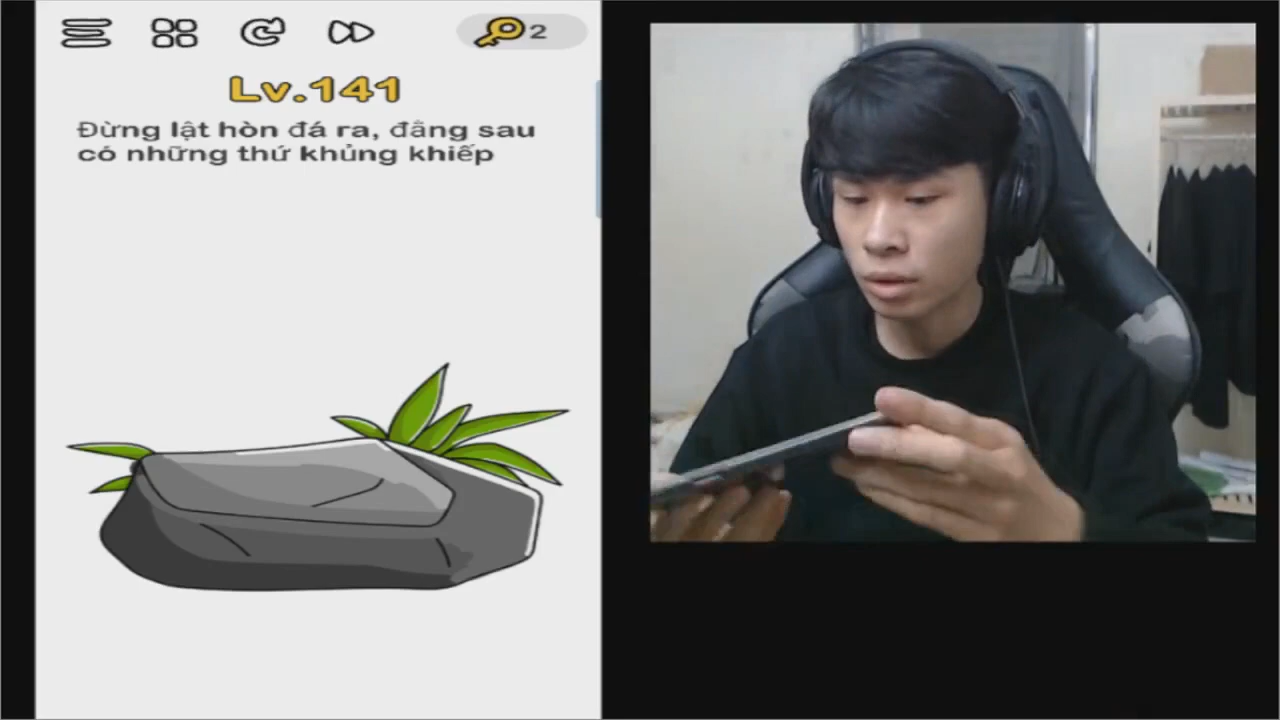 2
Lv.141
Đừng lật hòn đá ra, đằng sau
có những thứ khủng khiếp